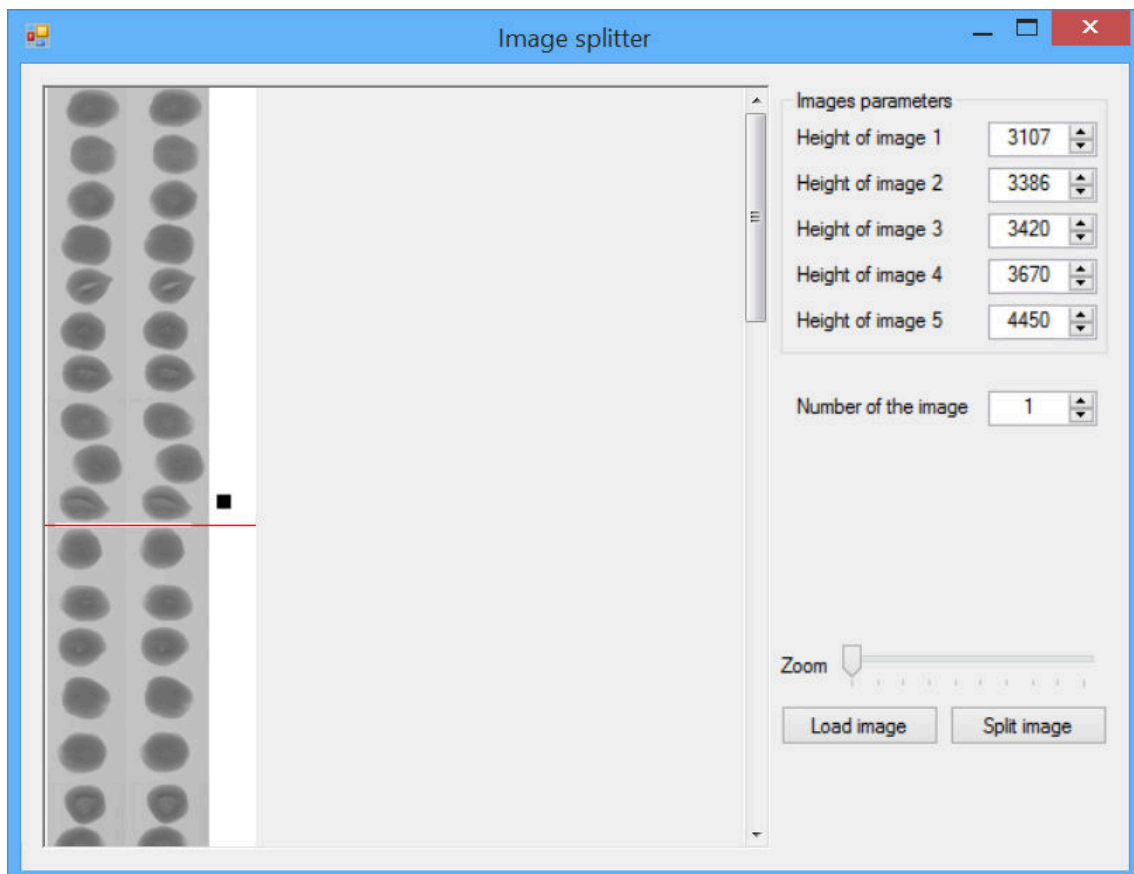 Image splitter
Images parameters
Height of image 1 3107
Height of image 2 3386
Height of image 3 3420
Height of image 4 3670
Height of image 5 4450
Number of the image 1
Zoom
Load image Split image